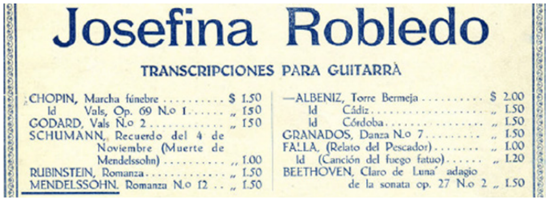 Josefina Robledo
TRANSCRIPCIONES PARA GUITARRA
CHOPIN, Marcha fúnebre ......... $ 1.50
Id Vals, Op. 69 N.o 1 ...... „ 1.50
GODARD, Vals N.o 2 ........... „ 1.50
SCHUMANN, Recuerdo del 4 de
Noviembre (Muerte de
Mendelssohn) ............ „ 1.00
RUBINSTEIN, Romanza ........... „ 1.50
MENDELSSOHN, Romanza N.o 12 .. „ 1.50
—ALBENIZ, Torre Bermeja ........ $ 2.00
Id Cádiz ................ „ 1.50
Id Córdoba ............. „ 1.50
GRANADOS, Danza N.o 7 ......... „ 1.50
FALLA, (Relato del Pescador) .... „ 1.00
Id (Canción del fuego fatuo) .... „ 1.20
BEETHOVEN, Claro de Luna' adagio
de la sonata op. 27 N.o 2 .. „ 1.50